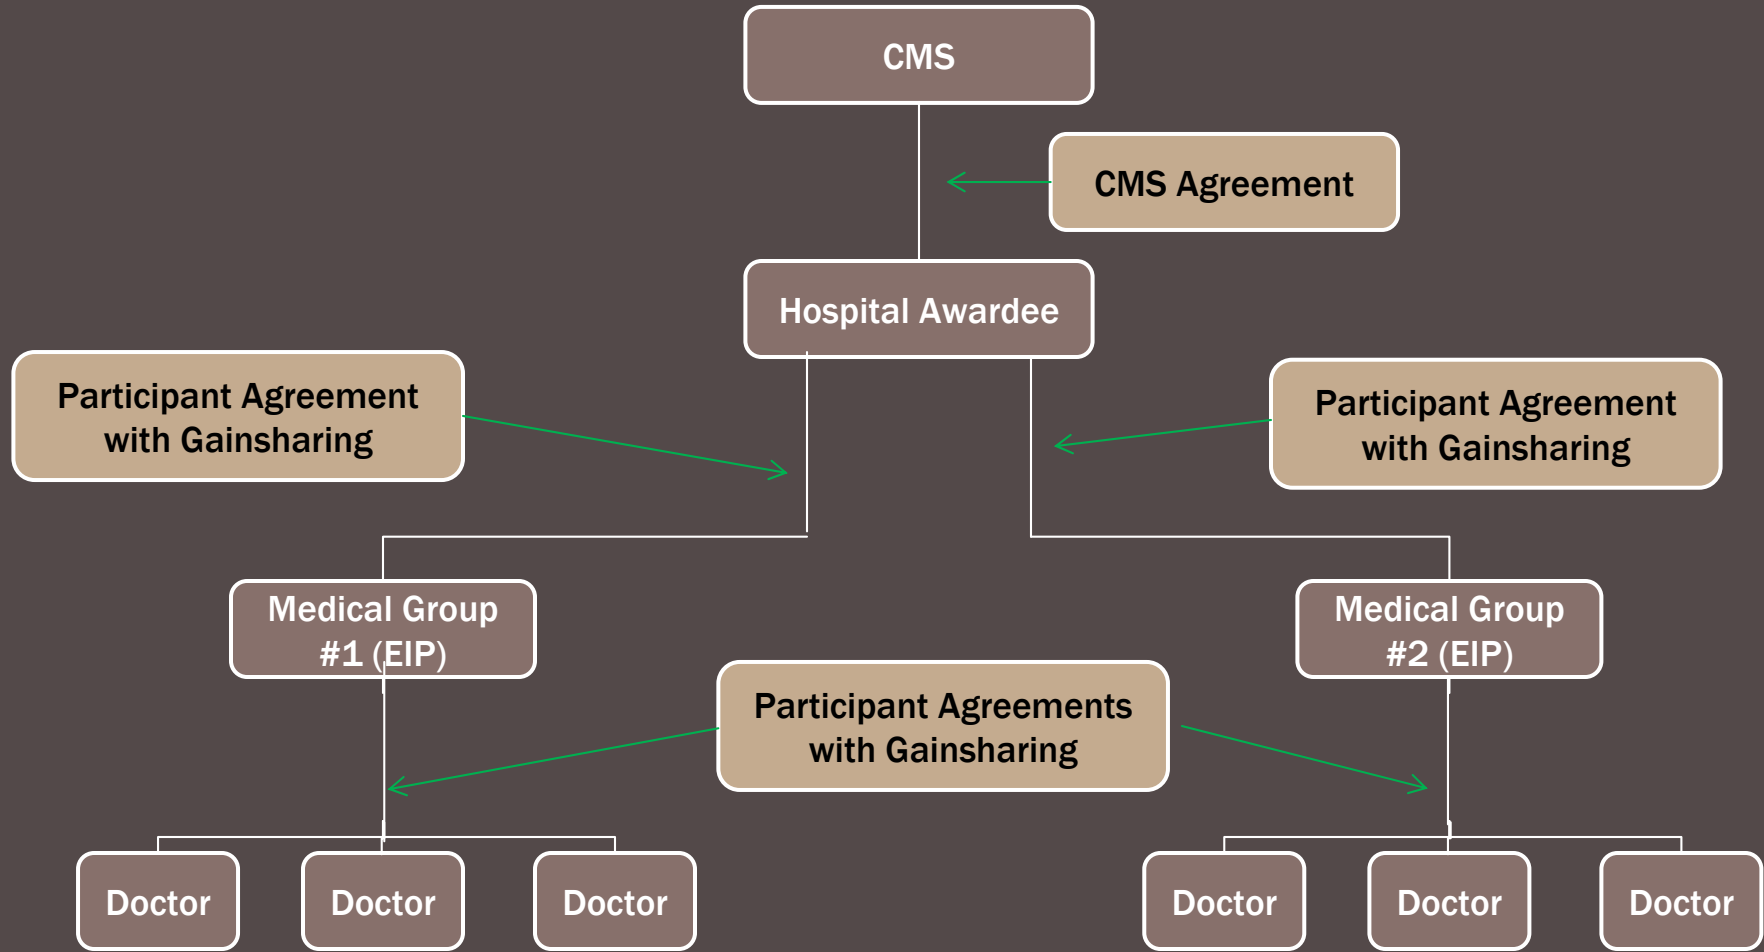 CMS
CMS Agreement
Hospital Awardee
Participant Agreement
with Gainsharing
Participant Agreement
with Gainsharing
Medical Group
#1 (EIP)
Medical Group
#2 (EIP)
Participant Agreements
with Gainsharing
Doctor
Doctor
Doctor
Doctor
Doctor
Doctor